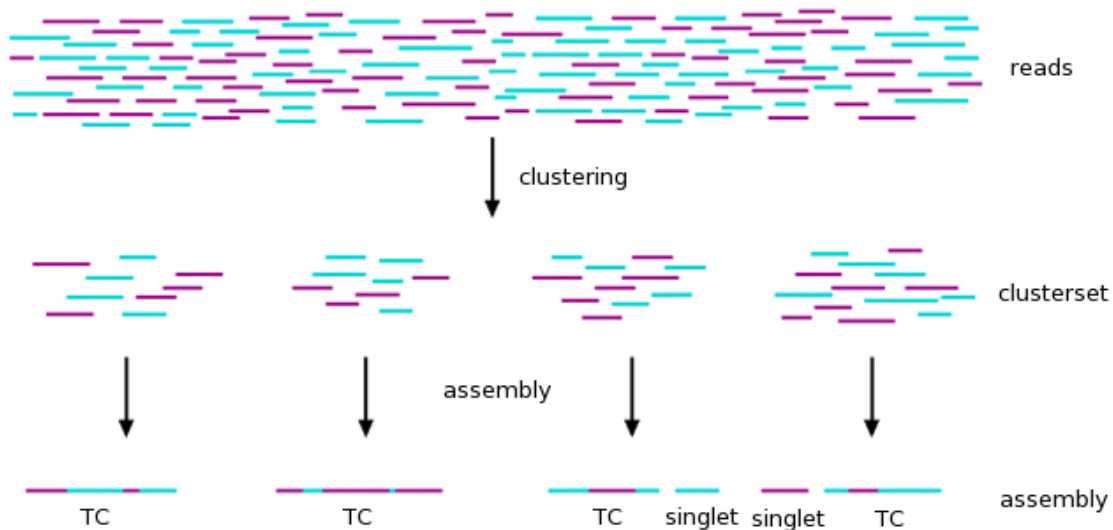 reads
clustering
clusterset
assembly
assembly
TC
TC
TC
singlet
singlet
TC